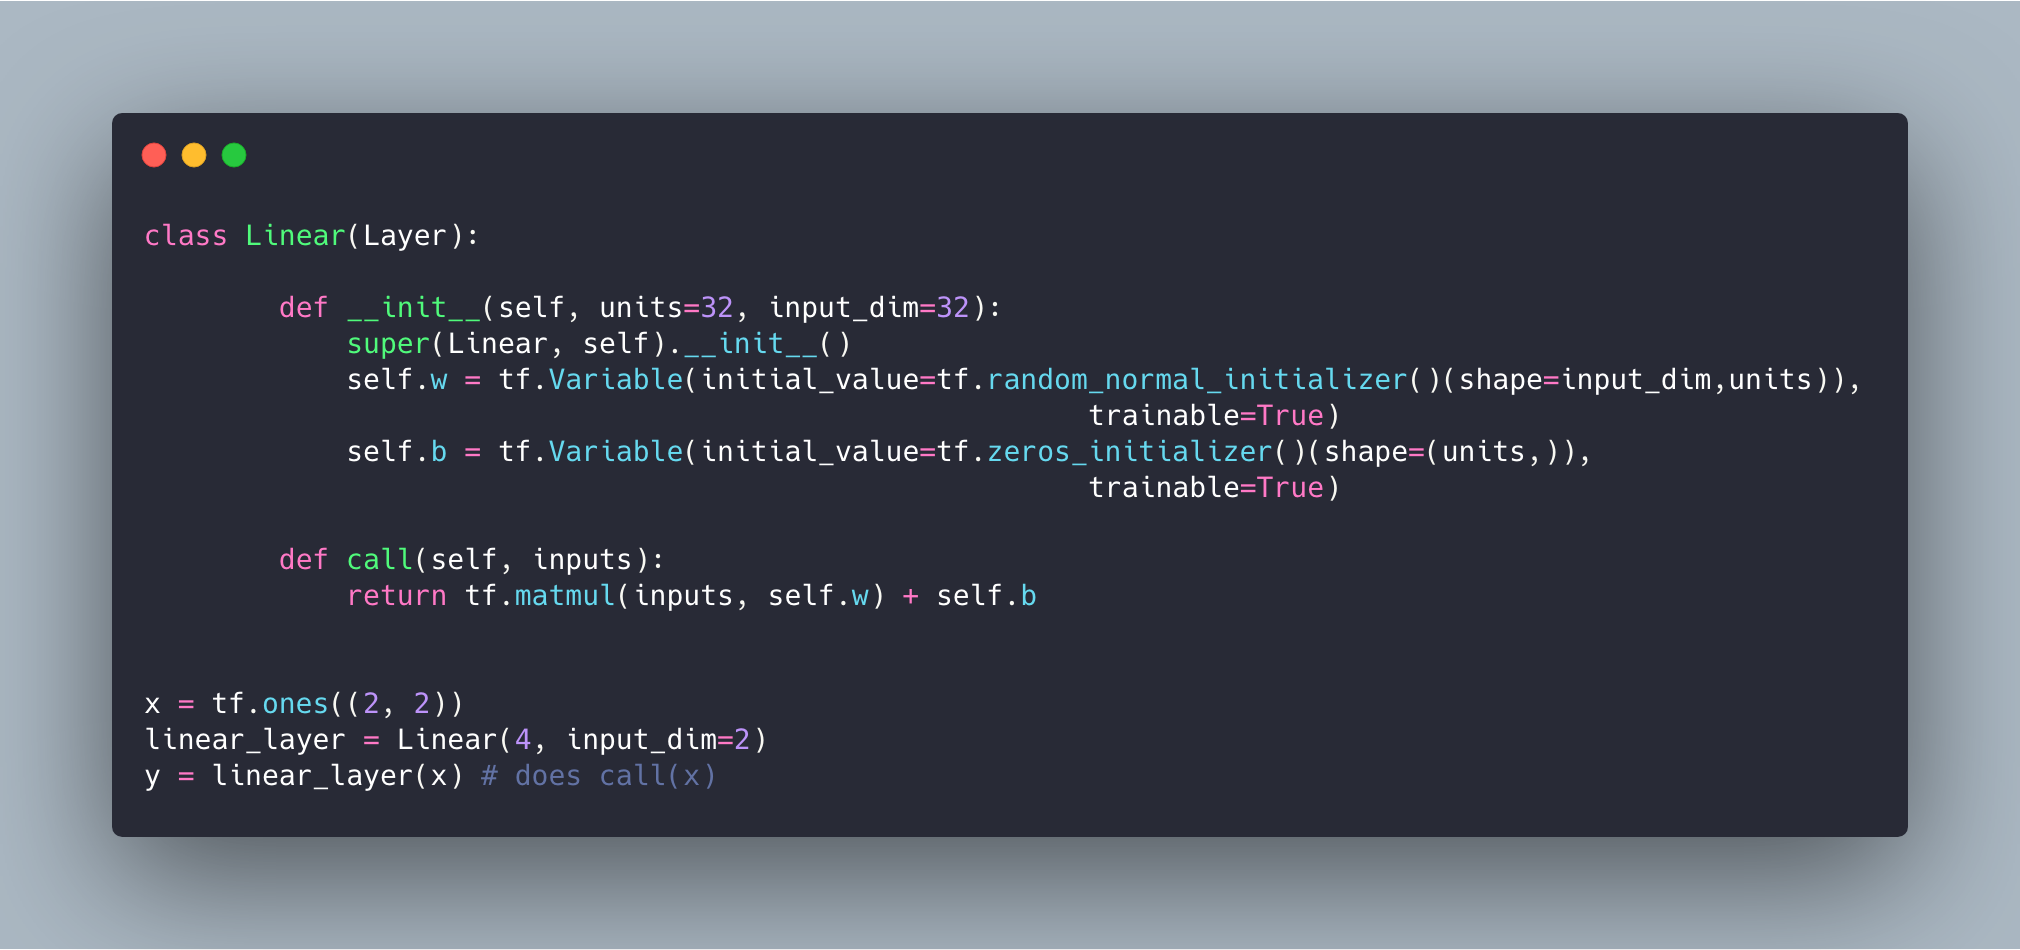 class Linear(Layer):
def __init__(self, units=32, input_dim=32):
super(Linear, self).__init__()
self.w = tf.Variable(initial_value=tf.random_normal_initializer()(shape=input_dim,units)),
trainable=True)
self.b = tf.Variable(initial_value=tf.zeros_initializer()(shape=(units,)),
trainable=True)
def call(self, inputs):
return tf.matmul(inputs, self.w) + self.b
x = tf.ones((2, 2))
linear_layer = Linear(4, input_dim=2)
y = linear_layer(x) # does call(x)